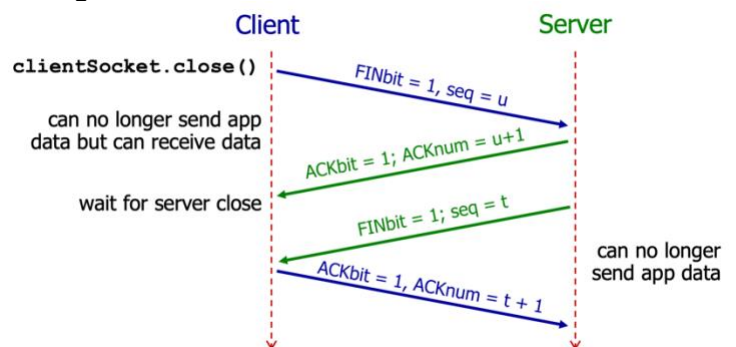 Client
Server
clientSocket.close()
FINbit = 1, seq = u
can no longer send app
data but can receive data
ACKbit = 1; ACKnum = u+1
wait for server close
FINbit = 1; seq = t
can no longer
send app data
ACKbit = 1, ACKnum = t + 1